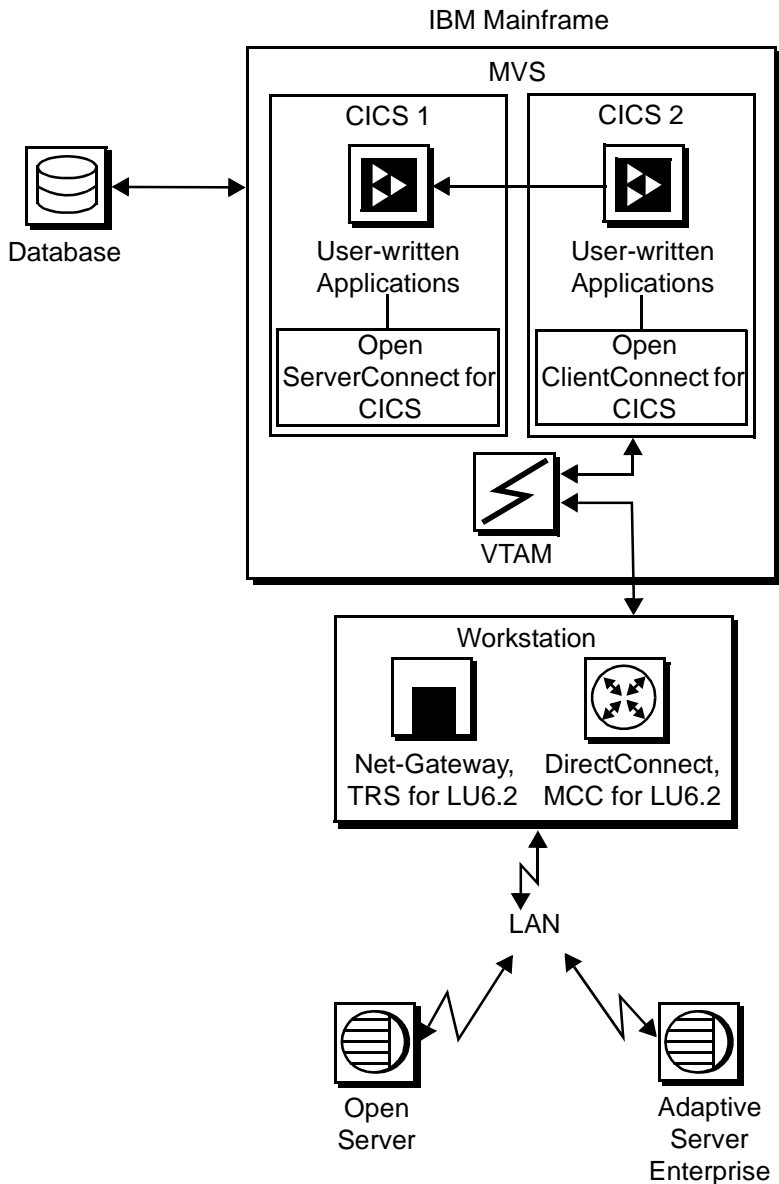 IBM Mainframe
MVS
CICS 1
CICS 2
Database
User-written
Applications
User-written
Applications
Open
ServerConnect for
CICS
Open
ClientConnect for
CICS
VTAM
Workstation
Net-Gateway,
TRS for LU6.2
DirectConnect,
MCC for LU6.2
LAN
Open
Server
Adaptive
Server
Enterprise